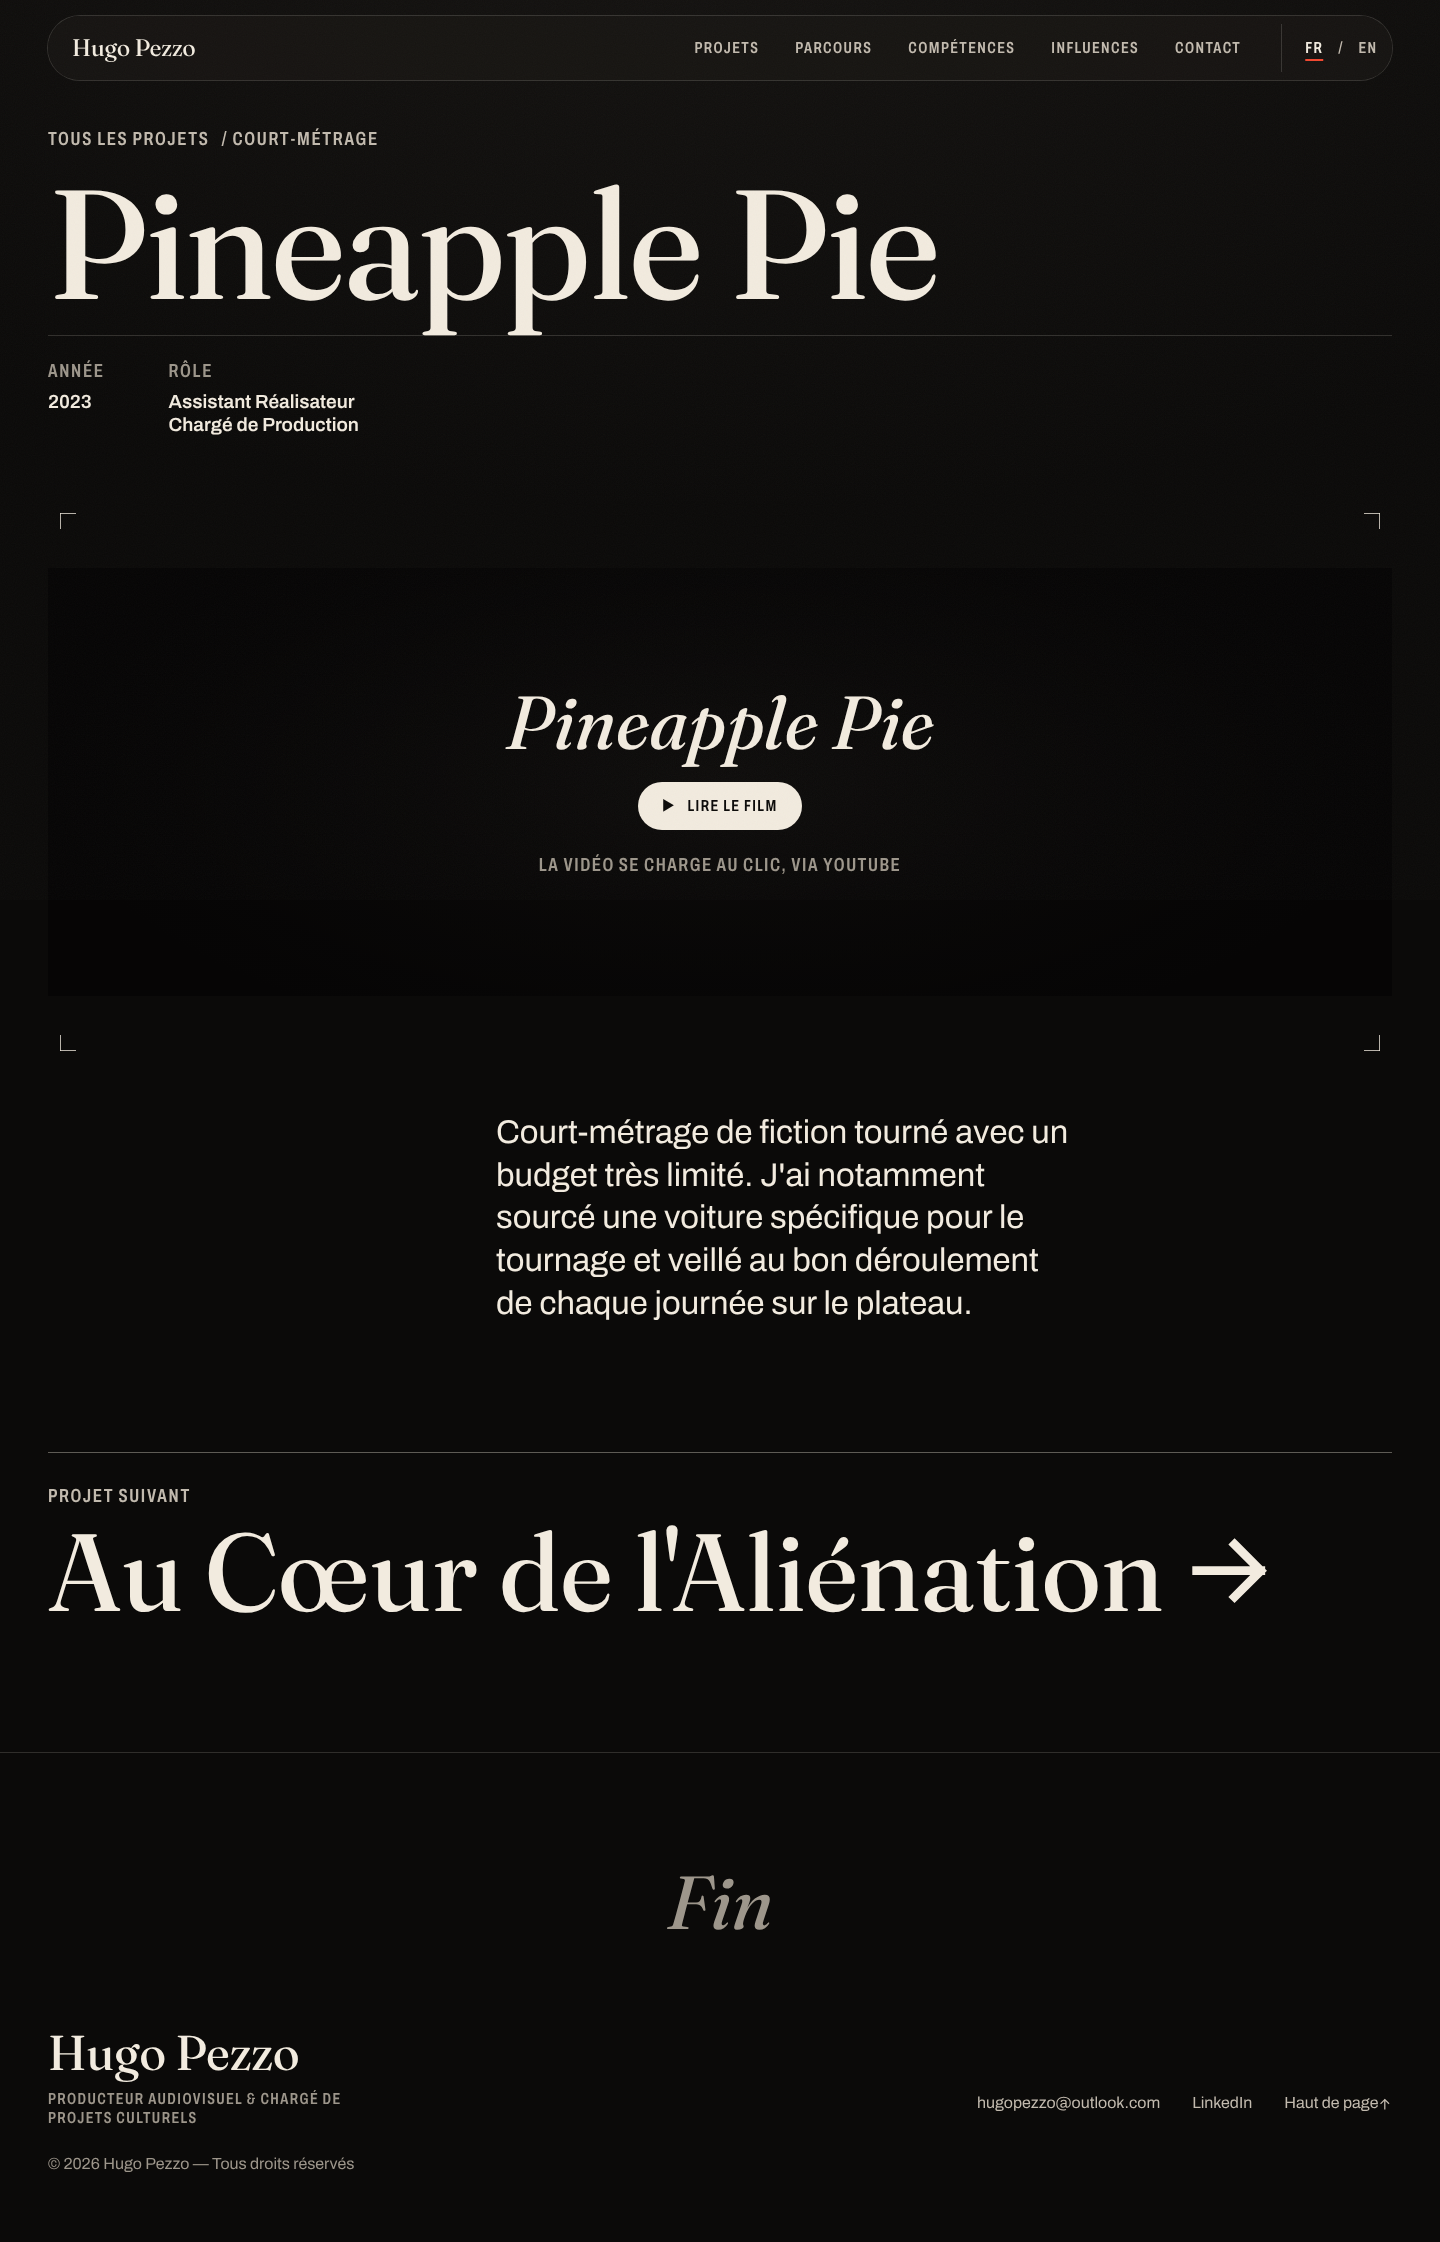 Hugo Pezzo
PROJETS PARCOURS COMPÉTENCES INFLUENCES CONTACT FR / EN
TOUS LES PROJETS / COURT-MÉTRAGE
Pineapple Pie
ANNÉE RÔLE
2023 Assistant Réalisateur
Chargé de Production
Pineapple Pie
LIRE LE FILM
LA VIDÉO SE CHARGE AU CLIC, VIA YOUTUBE
Court-métrage de fiction tourné avec un
budget très limité. J'ai notamment
sourcé une voiture spécifique pour le
tournage et veillé au bon déroulement
de chaque journée sur le plateau.
PROJET SUIVANT
Au Cœur de l'Aliénation →
Fin
Hugo Pezzo
PRODUCTEUR AUDIOVISUEL & CHARGÉ DE
PROJETS CULTURELS
hugopezzo@outlook.com LinkedIn Haut de page↑
© 2026 Hugo Pezzo — Tous droits réservés